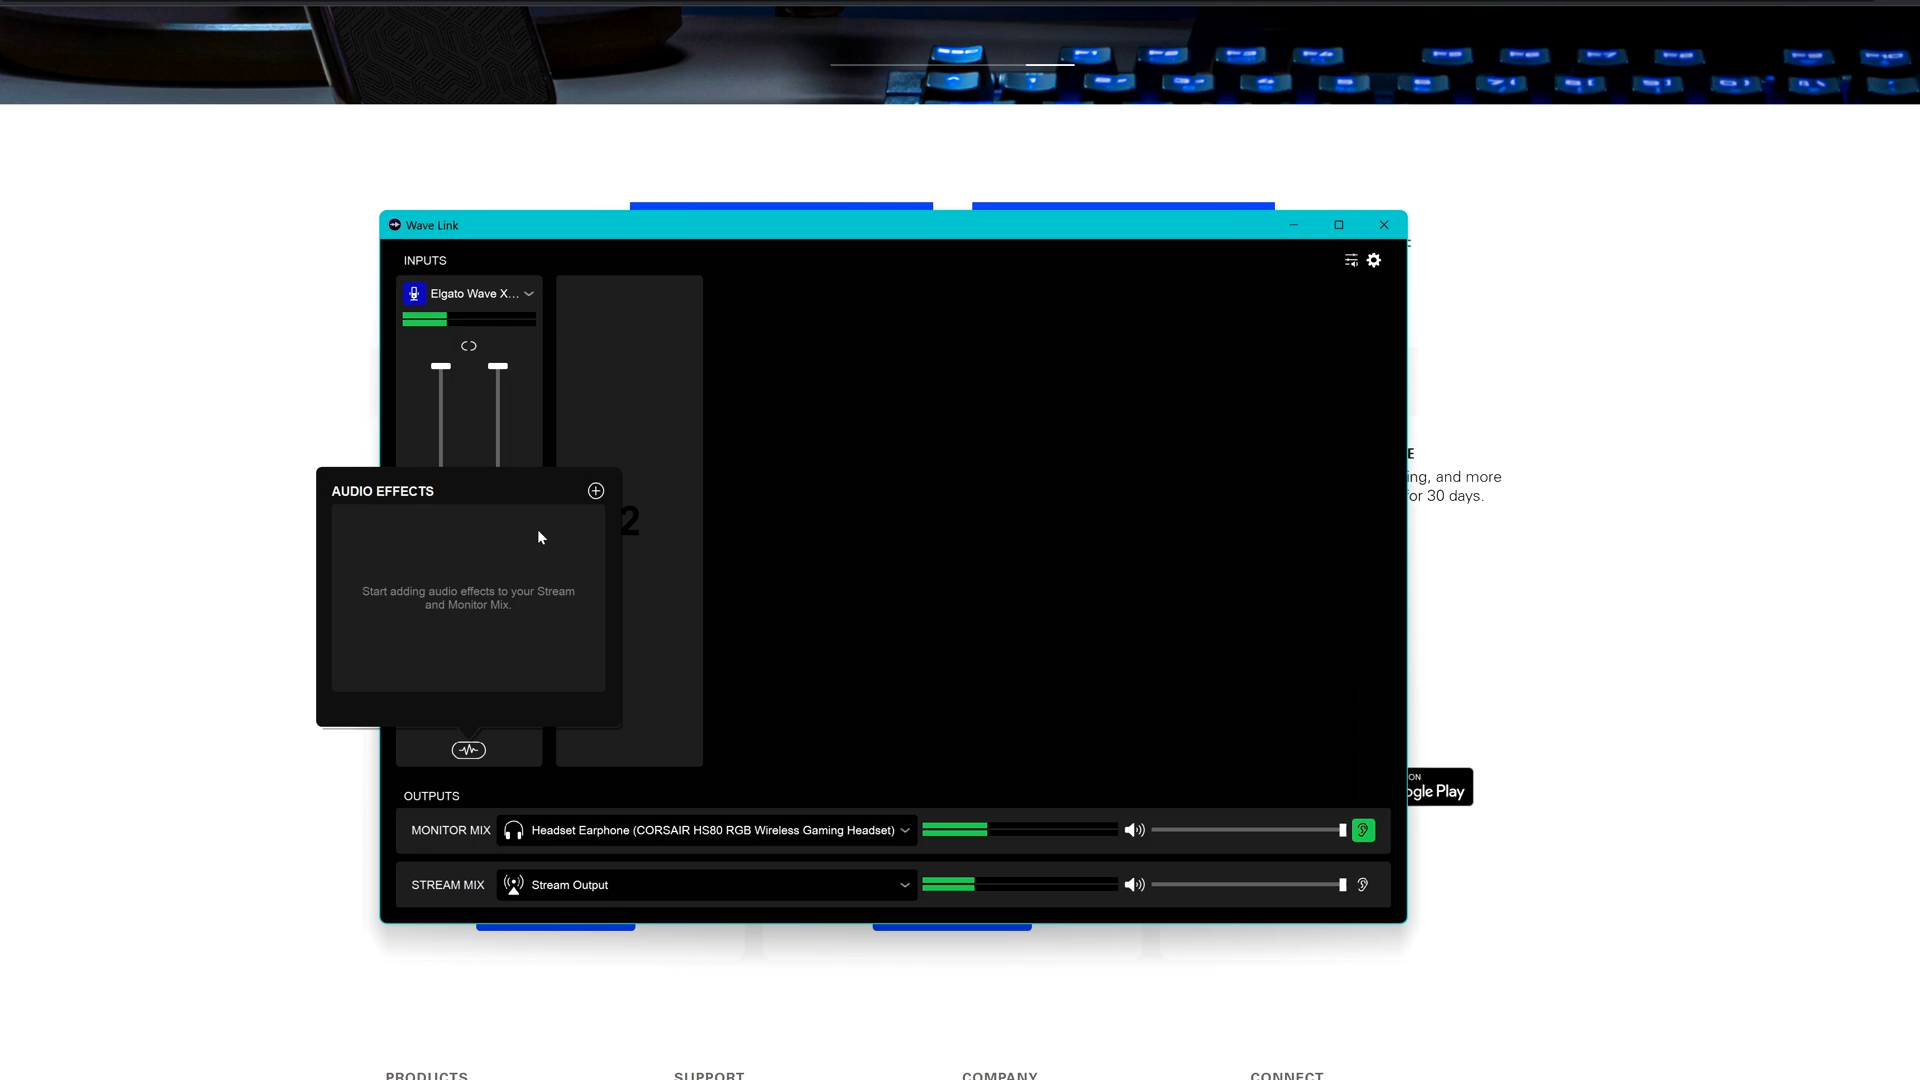 Wave Link
INPUTS
Elgato Wave X...
AUDIO EFFECTS
2
Start adding audio effects to your Stream
and Monitor Mix.
E
ing, and more
for 30 days.
ON
ogle Play
OUTPUTS
MONITOR MIX
Headset Earphone (CORSAIR HS80 RGB Wireless Gaming Headset)
STREAM MIX
Stream Output
PRODUCTS
SUPPORT
COMPANY
CONNECT